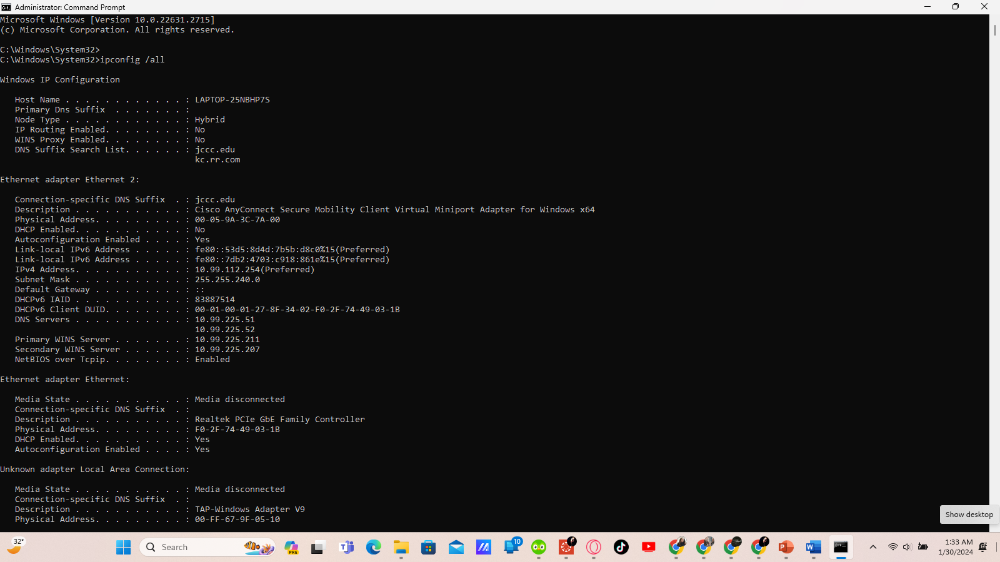 Administrator: Command Prompt
Microsoft Windows [Version 10.0.22631.2715]
(c) Microsoft Corporation. All rights reserved.
C:\Windows\System32>
C:\Windows\System32>ipconfig /all
Windows IP Configuration
Host Name . . . . . . . . . . . . : LAPTOP-25NBHP7S
Primary Dns Suffix  . . . . . . . :
Node Type . . . . . . . . . . . . : Hybrid
IP Routing Enabled. . . . . . . . : No
WINS Proxy Enabled. . . . . . . . : No
DNS Suffix Search List. . . . . . : jccc.edu
kc.rr.com
Ethernet adapter Ethernet 2:
Connection-specific DNS Suffix  . : jccc.edu
Description . . . . . . . . . . . : Cisco AnyConnect Secure Mobility Client Virtual Miniport Adapter for Windows x64
Physical Address. . . . . . . . . : 00-05-9A-3C-7A-00
DHCP Enabled. . . . . . . . . . . : No
Autoconfiguration Enabled . . . . : Yes
Link-local IPv6 Address . . . . . : fe80::53d5:8d4d:7b5b:d8c0%15(Preferred)
Link-local IPv6 Address . . . . . : fe80::7db2:4703:c918:861e%15(Preferred)
IPv4 Address. . . . . . . . . . . : 10.99.112.254(Preferred)
Subnet Mask . . . . . . . . . . . : 255.255.240.0
Default Gateway . . . . . . . . . : ::
DHCPv6 IAID . . . . . . . . . . . : 83887514
DHCPv6 Client DUID. . . . . . . . : 00-01-00-01-27-8F-34-02-F0-2F-74-49-03-1B
DNS Servers . . . . . . . . . . . : 10.99.225.51
10.99.225.52
Primary WINS Server . . . . . . . : 10.99.225.211
Secondary WINS Server . . . . . . : 10.99.225.207
NetBIOS over Tcpip. . . . . . . . : Enabled
Ethernet adapter Ethernet:
Media State . . . . . . . . . . . : Media disconnected
Connection-specific DNS Suffix  . :
Description . . . . . . . . . . . : Realtek PCIe GbE Family Controller
Physical Address. . . . . . . . . : F0-2F-74-49-03-1B
DHCP Enabled. . . . . . . . . . . : Yes
Autoconfiguration Enabled . . . . : Yes
Unknown adapter Local Area Connection:
Media State . . . . . . . . . . . : Media disconnected
Connection-specific DNS Suffix  . :
Description . . . . . . . . . . . : TAP-Windows Adapter V9
Physical Address. . . . . . . . . : 00-FF-67-9F-05-10
Show desktop
32°
Search
PRE
10
1:33 AM
1/30/2024